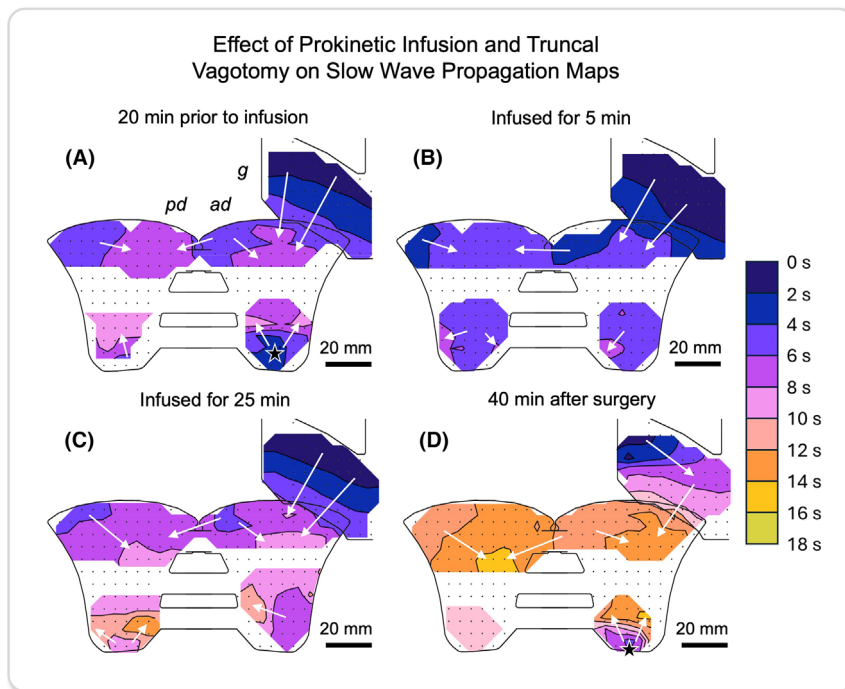 Effect of Prokinetic Infusion and Truncal
Vagotomy on Slow Wave Propagation Maps
20 min prior to infusion
Infused for 5 min
(A)
(B)
g
pd
ad
20 mm
20 mm
0 s
2 s
4 s
6 s
8 s
10 s
12 s
14 s
16 s
18 s
Infused for 25 min
40 min after surgery
(C)
(D)
20 mm
20 mm